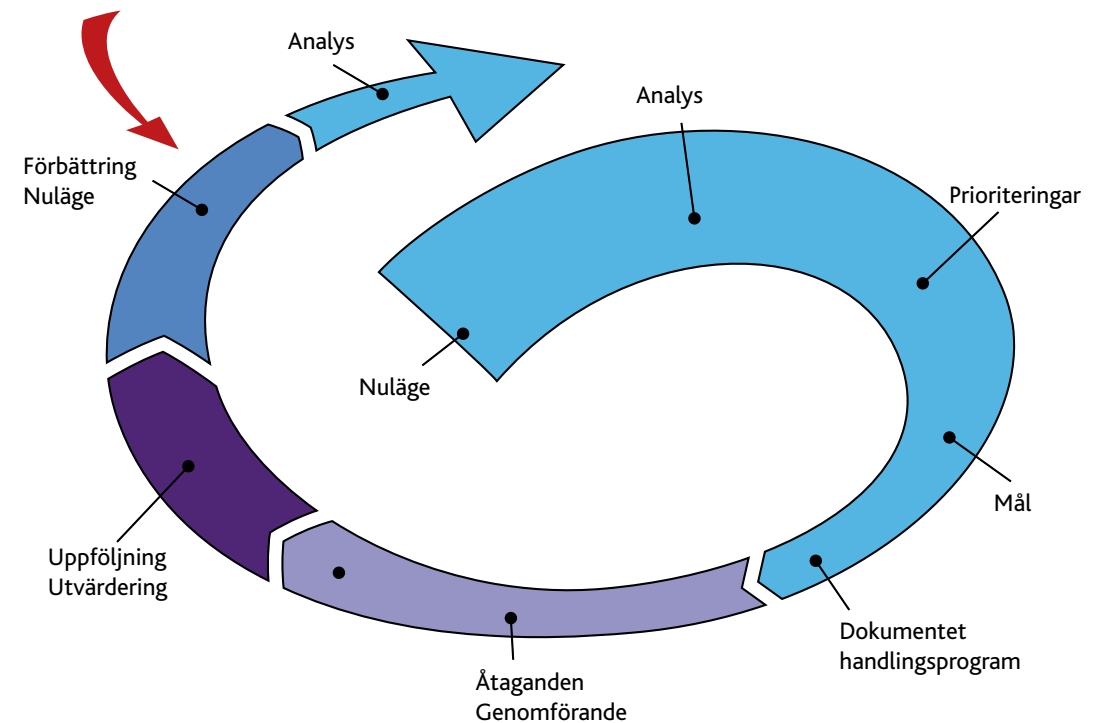 Analys
Analys
Förbättring
Nuläge
Prioriteringar
Nuläge
Mål
Uppföljning
Utvärdering
Dokumentet
handlingsprogram
Åtaganden
Genomförande